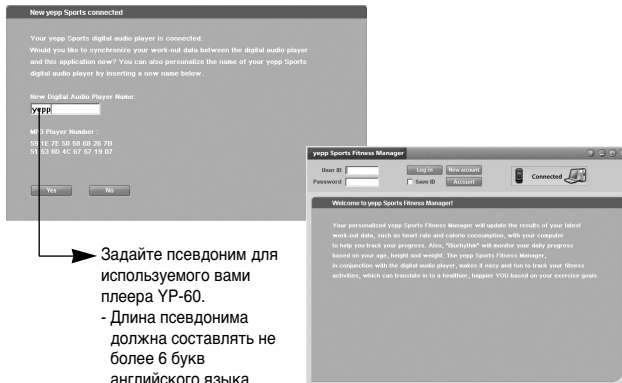 New yepp Sports connected
Your yepp Sports digital audio player is connected.
Would you like to synchronize your work-out data between the digital audio player
and this application now? You can also personalize the name of your yepp Sports
digital audio player by inserting a new name below.
New Digital Audio Player Name:
yepp
MP3 Player Number :
Yes No
Задайте псевдоним для
используемого вами
плеера YP-60.
- Длина псевдонима
должна составлять не
более 6 букв
английского языка
yepp Sports Fitness Manager
User ID Log in New account
Password Save ID Account
Connected
Welcome to yepp Sports Fitness Manager!
Your personalized yepp Sports Fitness Manager will update the results of your latest
work-out data, such as heart rate and calorie consumption, with your computer
to help you track your progress. Also, "likerhythm" will monitor your daily progress
based on your age, height and weight. The yepp Sports Fitness Manager,
in conjunction with the digital audio player, makes it easy and fun to track your fitness
activities, which can translate in to a healthier, happier YOU based on your exercise goals.